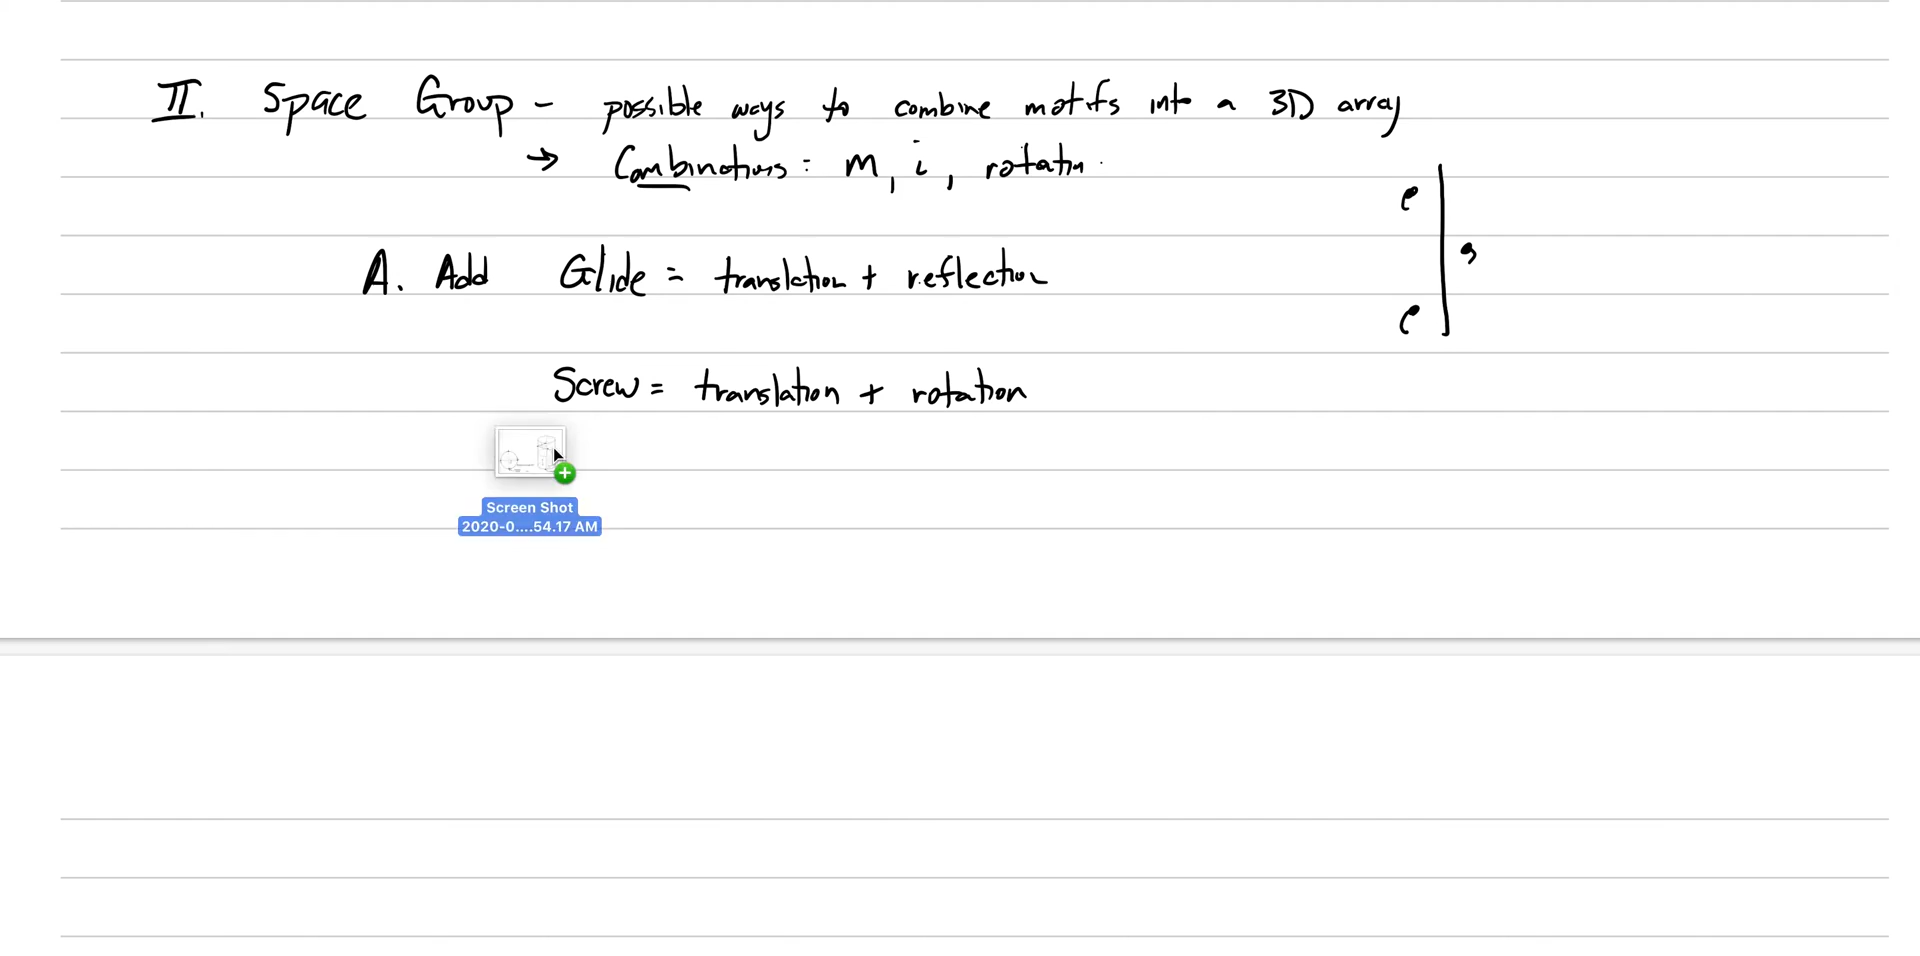 II. Space Group - possible ways to combine motifs into a 3D array
→ Combinations: m, i, rotatin.
A. Add Glide = translation + reflection
Screw = translation + rotation
Screen Shot
2020-0....54.17 AM